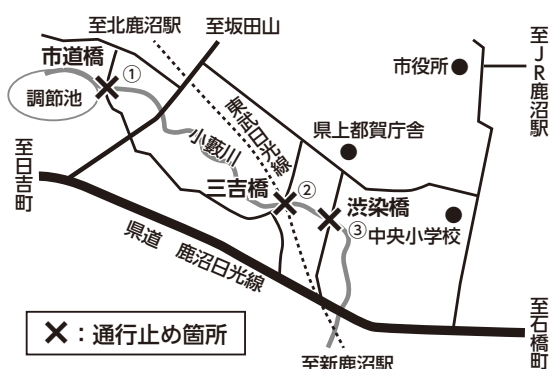 至北鹿沼駅
至坂田山
至JR鹿沼駅
市道橋
①
市役所
調節池
東武日光線
県上都賀庁舎
小藪川
至日吉町
三吉橋
②
渋染橋
③
中央小学校
県道 鹿沼日光線
×:通行止め箇所
至石橋町
至新鹿沼駅